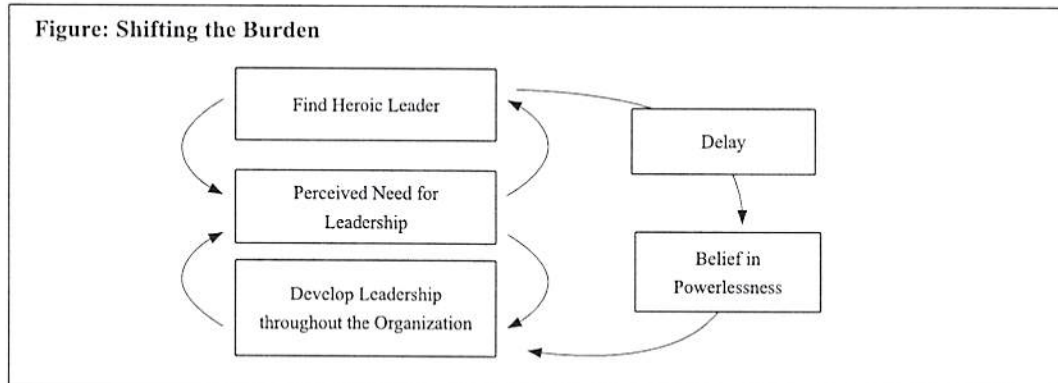 Figure: Shifting the Burden
Find Heroic Leader
Delay
Perceived Need for
Leadership
Belief in
Powerlessness
Develop Leadership
throughout the Organization